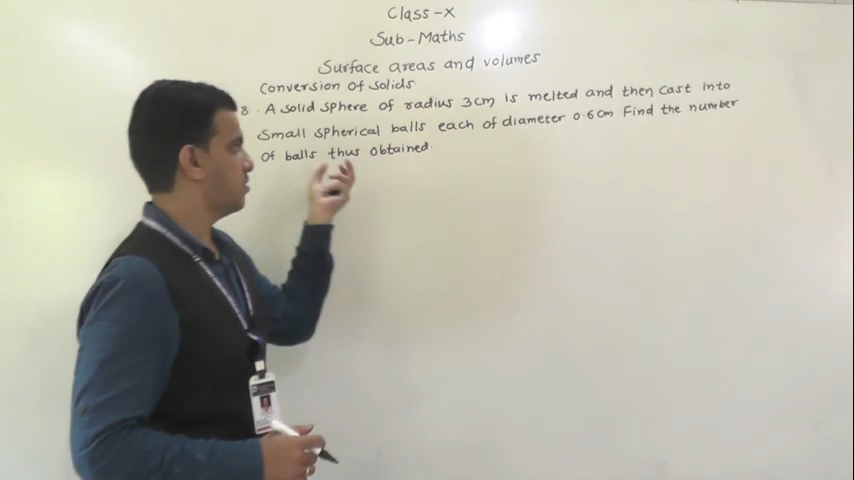 Class-X
Sub-Maths
Surface areas and volumes
Conversion of solids
8. A solid sphere of radius 3cm is melted and then cast into
small spherical balls each of diameter 0.6cm Find the number
of balls thus obtained.